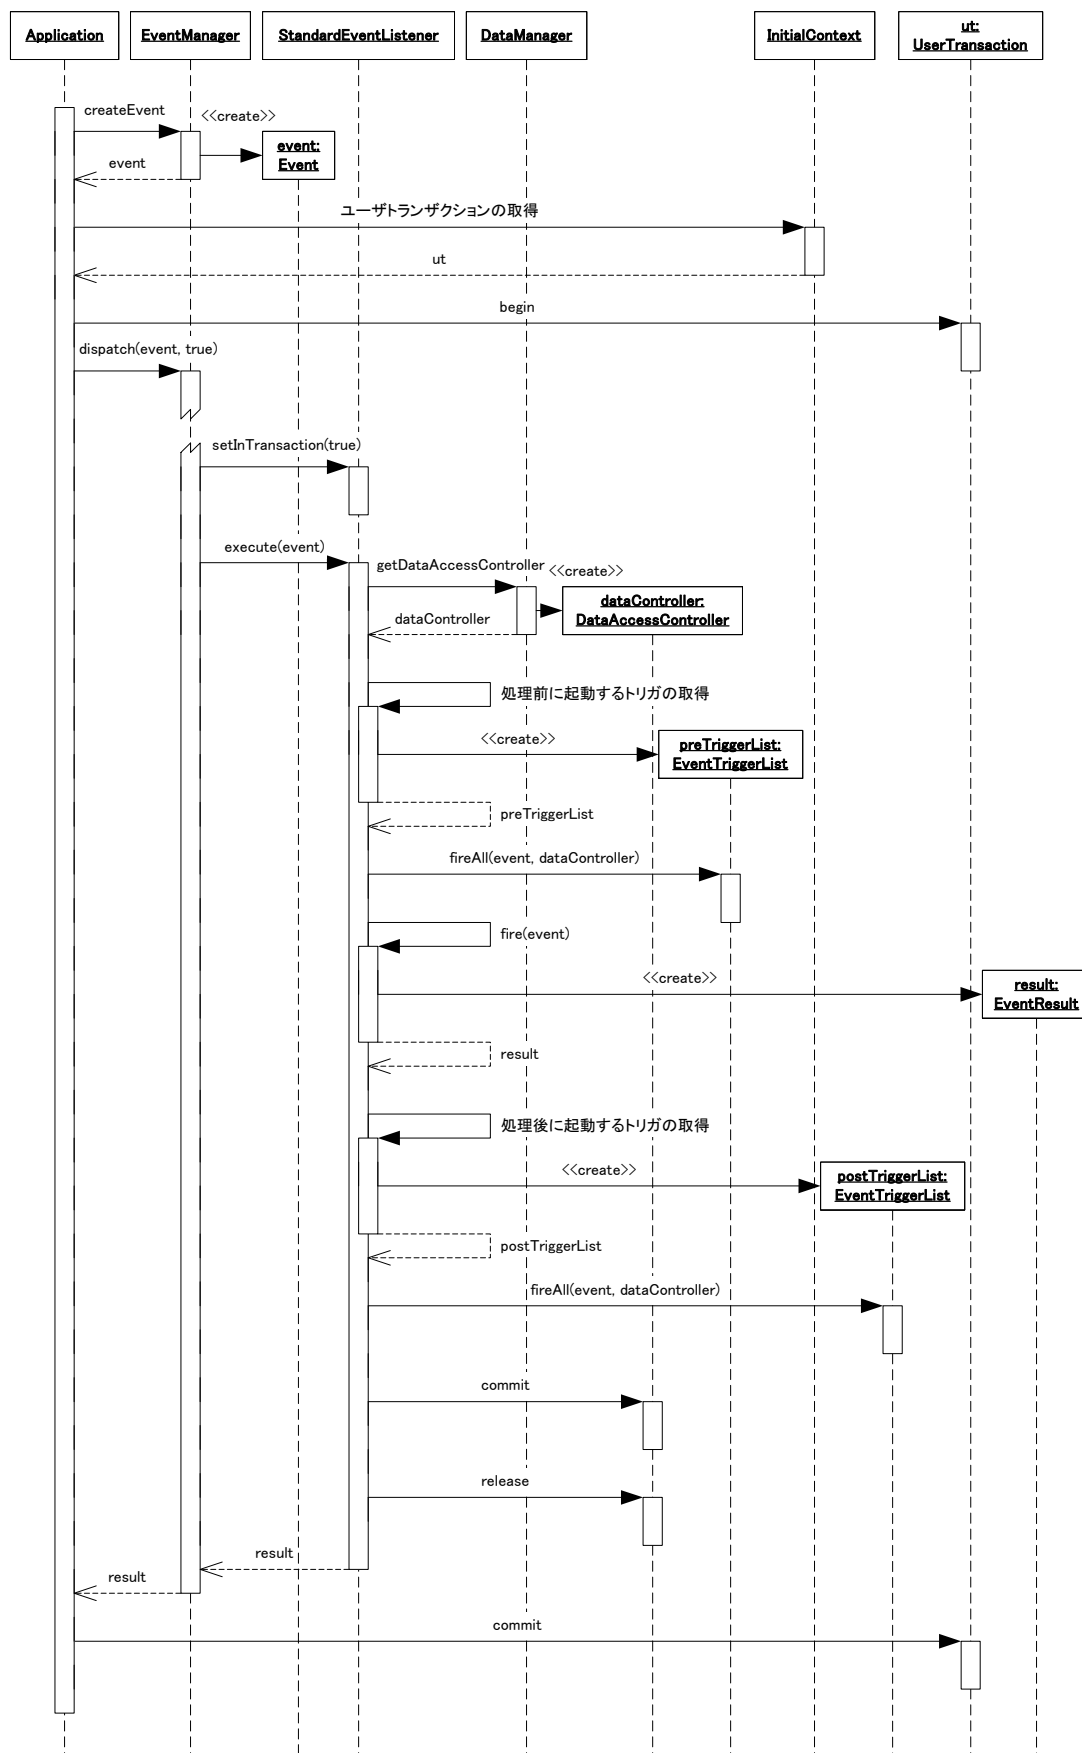 Application
EventManager
StandardEventListener
DataManager
InitialContext
ut:
UserTransaction
createEvent
<<create>>
event:
Event
event
ユーザトランザクションの取得
ut
begin
dispatch(event, true)
setInTransaction(true)
execute(event)
getDataAccessController
<<create>>
dataController:
DataAccessController
dataController
処理前に起動するトリガの取得
<<create>>
preTriggerList:
EventTriggerList
preTriggerList
fireAll(event, dataController)
fire(event)
<<create>>
result:
EventResult
result
処理後に起動するトリガの取得
<<create>>
postTriggerList:
EventTriggerList
postTriggerList
fireAll(event, dataController)
commit
release
result
result
commit